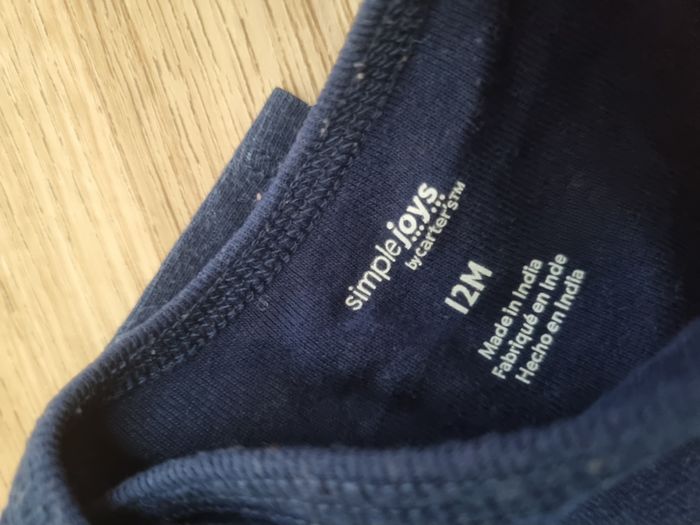 simple joys
by carter's™
12M
Made in India
Fabriqué en Inde
Hecho en India